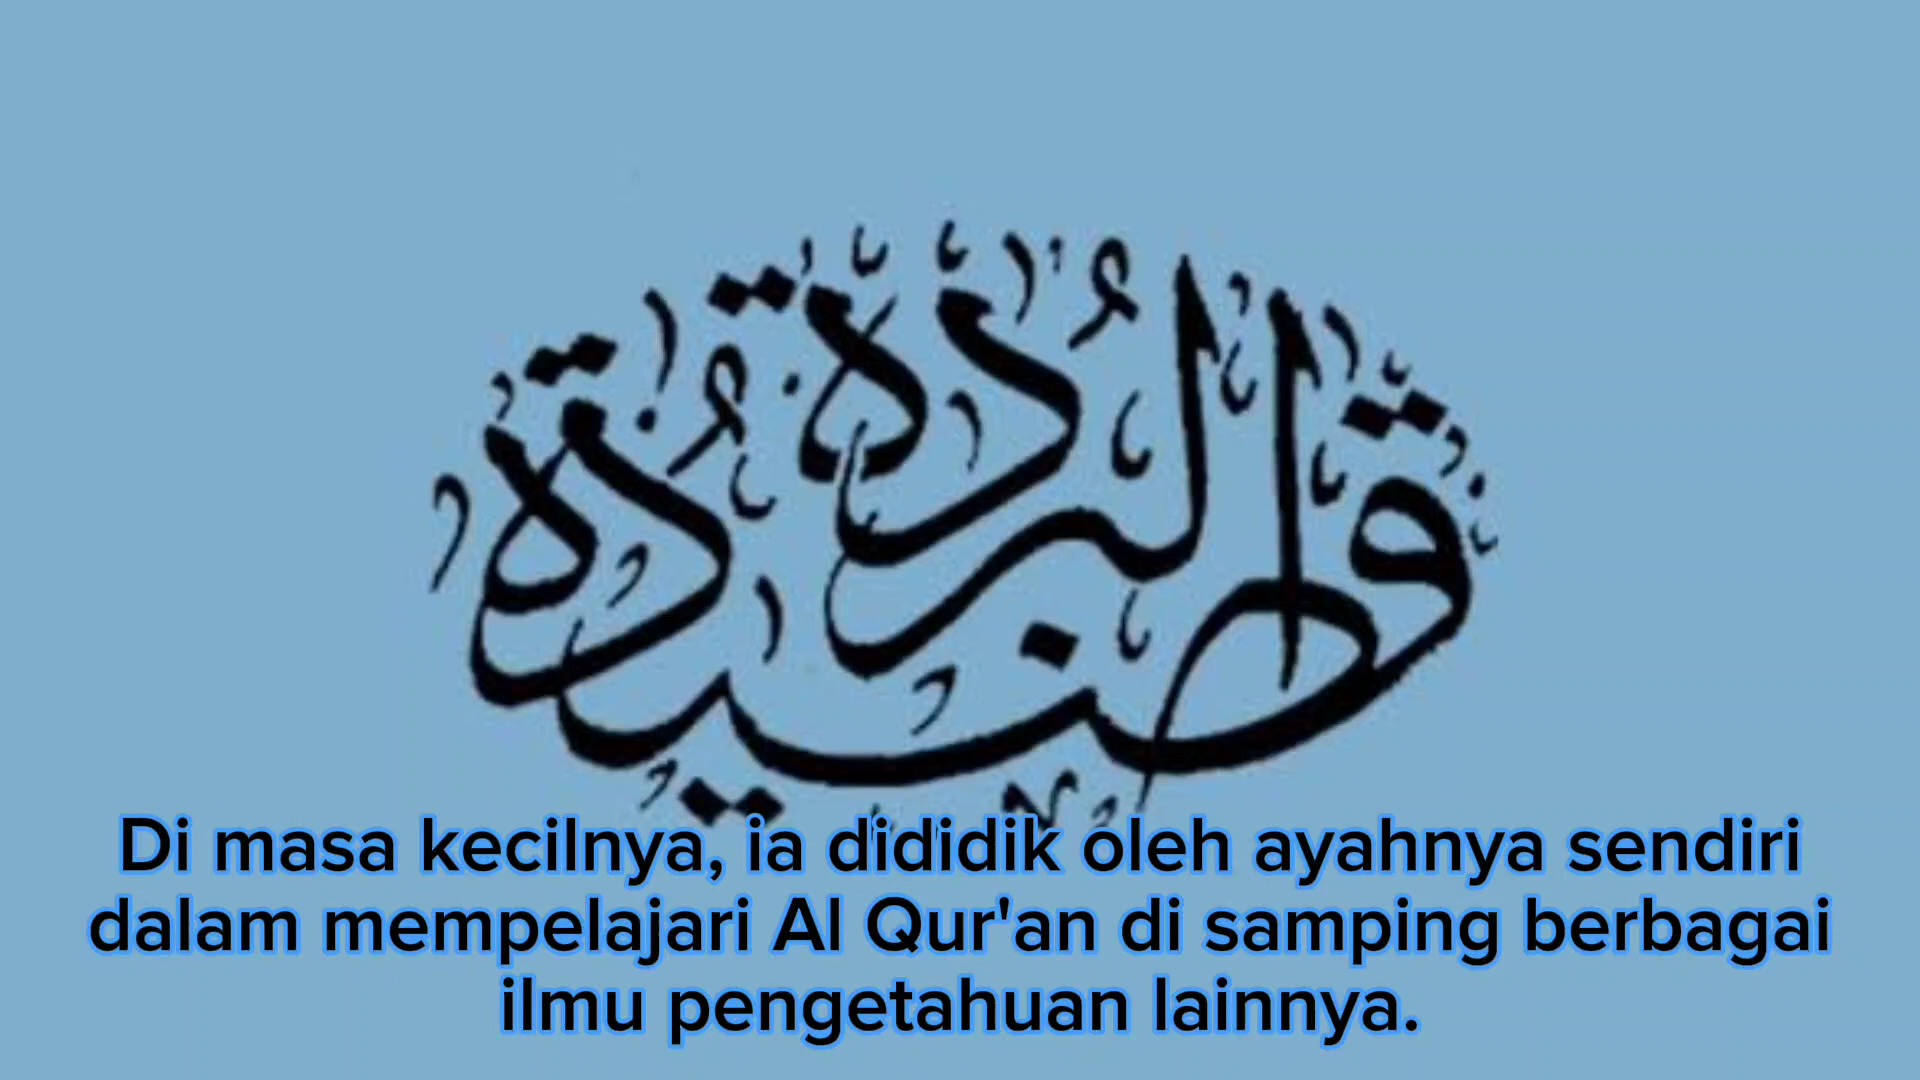 قصيدة البردة
Di masa kecilnya, ia dididik oleh ayahnya sendiri
dalam mempelajari Al Qur'an di samping berbagai
ilmu pengetahuan lainnya.